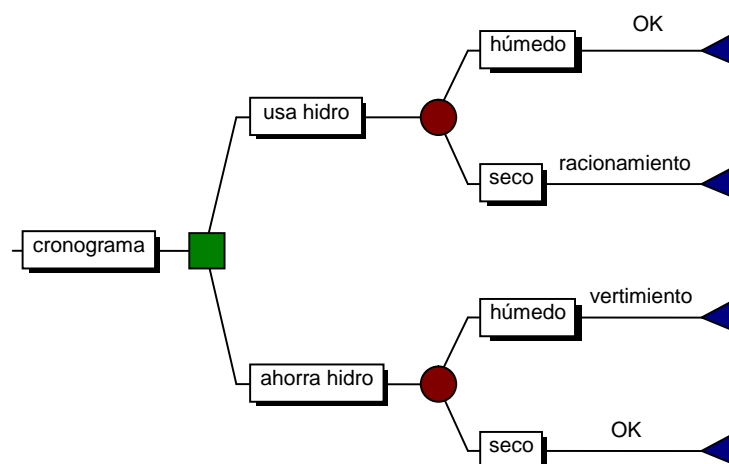 OK
húmedo
usa hidro
racionamiento
seco
cronograma
vertimiento
húmedo
ahorra hidro
OK
seco